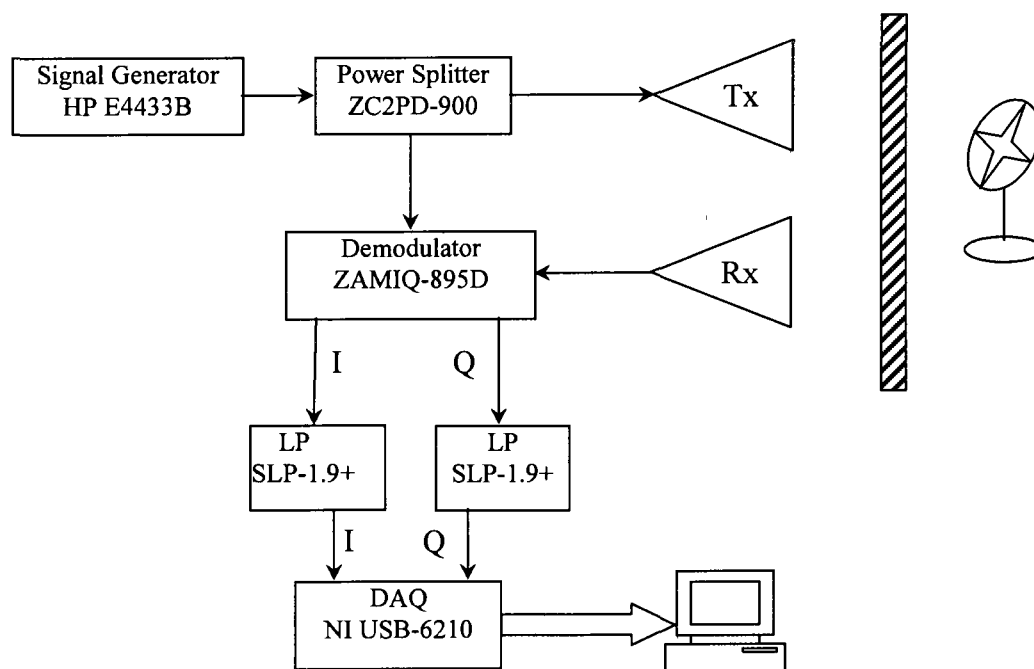 Signal Generator
HP E4433B
Power Splitter
ZC2PD-900
Tx
Demodulator
ZAMIQ-895D
Rx
I
Q
LP
SLP-1.9+
LP
SLP-1.9+
I
Q
DAQ
NI USB-6210